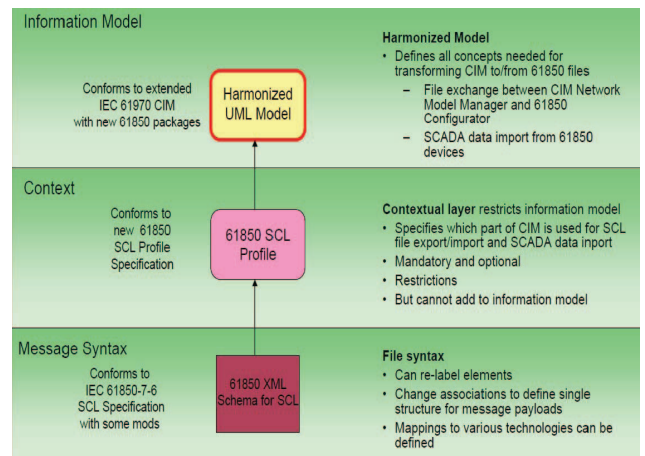 Information Model
Conforms to extended
IEC 61970 CIM
with new 61850 packages
Harmonized
UML Model
Harmonized Model
• Defines all concepts needed for
transforming CIM to/from 61850 files
– File exchange between CIM Network
Model Manager and 61850
Configurator
– SCADA data import from 61850
devices
Context
Conforms to
new 61850
SCL Profile
Specification
61850 SCL
Profile
Contextual layer restricts information model
• Specifies which part of CIM is used for SCL
file export/import and SCADA data inport
• Mandatory and optional
• Restrictions
• But cannot add to information model
Message Syntax
Conforms to
IEC 61850-7-6
SCL Specification
with some mods
61850 XML
Schema for SCL
File syntax
• Can re-label elements
• Change associations to define single
structure for message payloads
• Mappings to various technologies can be
defined